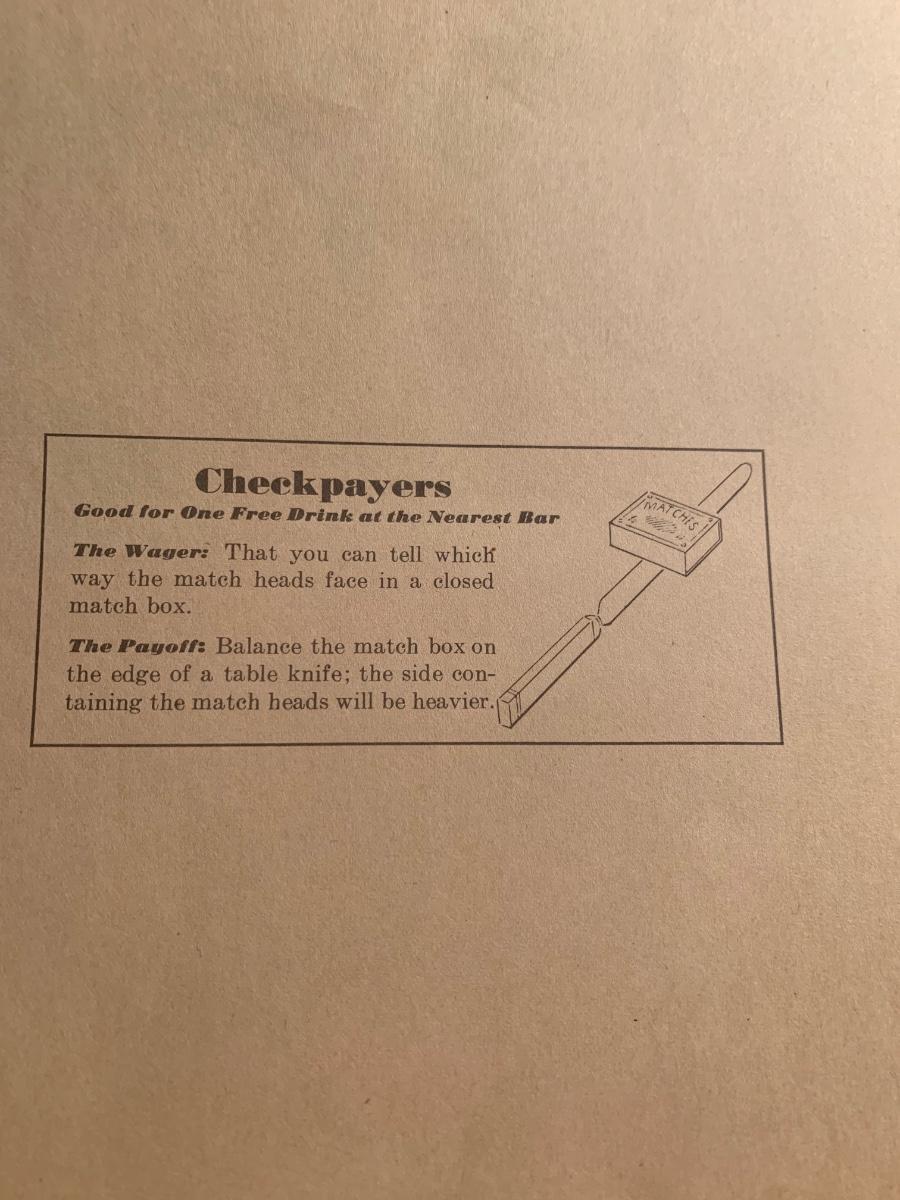 Checkpayers
Good for One Free Drink at the Nearest Bar
The Wager: That you can tell which
way the match heads face in a closed
match box.
The Payoff: Balance the match box on
the edge of a table knife; the side con-
taining the match heads will be heavier.
MATCHES